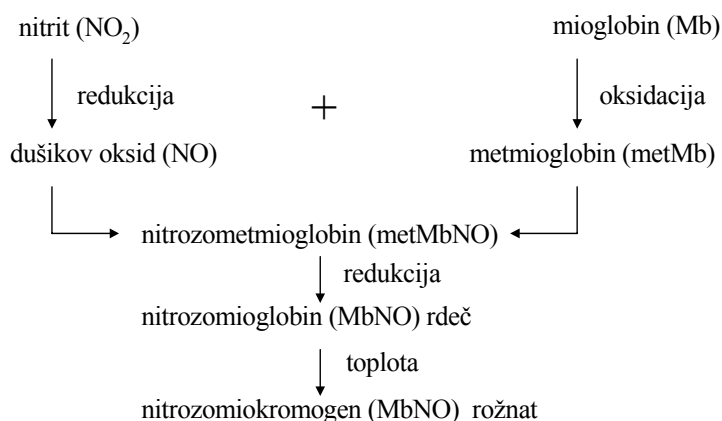 nitrit (NO2) mioglobin (Mb)
redukcija + oksidacija
dušikov oksid (NO) metmioglobin (metMb)
nitrozometmioglobin (metMbNO)
redukcija
nitrozomioglobin (MbNO) rdeč
toplota
nitrozomiokromogen (MbNO) rožnat